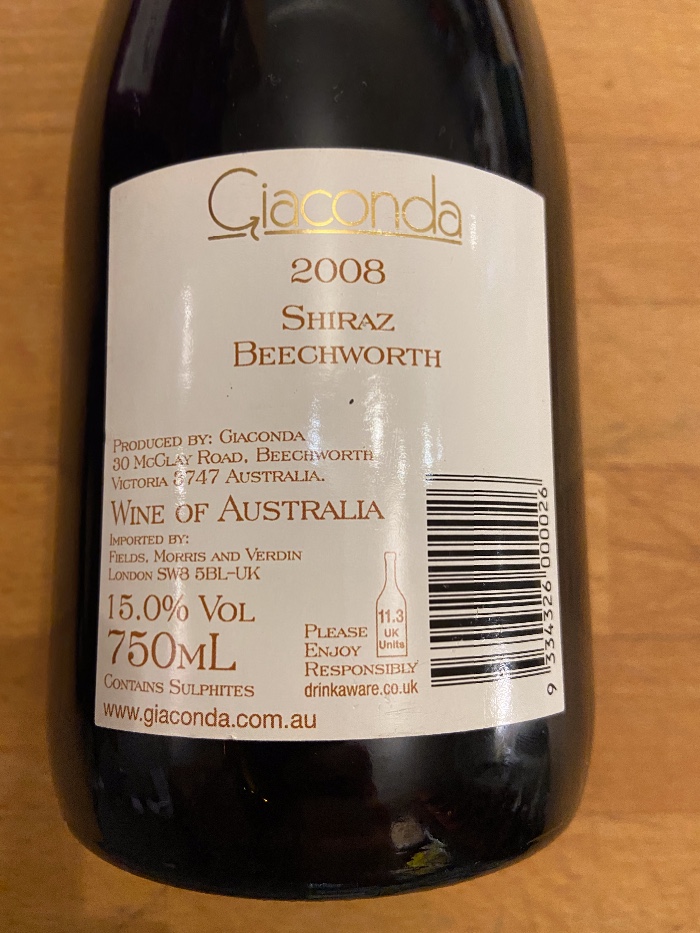 Giaconda
2008
SHIRAZ
BEECHWORTH
PRODUCED BY: GIACONDA
30 MCCLAY ROAD, BEECHWORTH
VICTORIA 3747 AUSTRALIA.
WINE OF AUSTRALIA
IMPORTED BY:
FIELDS, MORRIS AND VERDIN
LONDON SW8 5BL-UK
15.0% VOL
750ML
CONTAINS SULPHITES
www.giaconda.com.au
11.3
UK
Units
PLEASE
ENJOY
RESPONSIBLY
drinkaware.co.uk
9 334326 000026